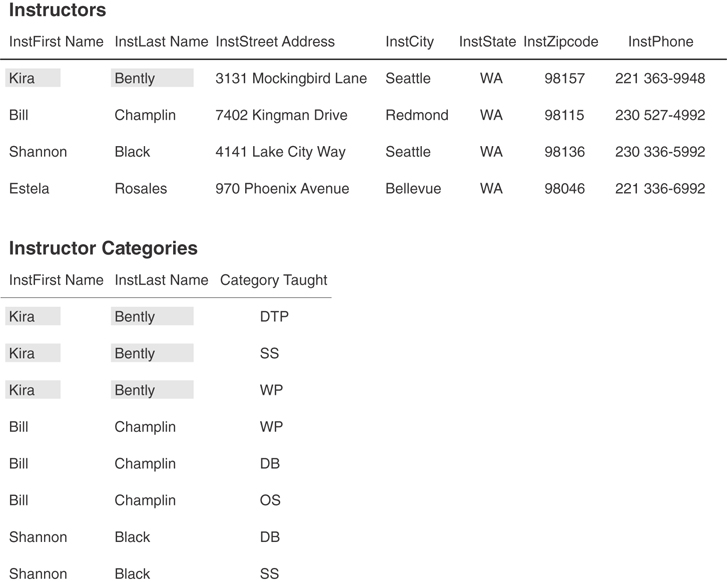 Instructors
InstFirst Name InstLast Name InstStreet Address InstCity InstState InstZipcode InstPhone
Kira Bently 3131 Mockingbird Lane Seattle WA 98157 221 363-9948
Bill Champlin 7402 Kingman Drive Redmond WA 98115 230 527-4992
Shannon Black 4141 Lake City Way Seattle WA 98136 230 336-5992
Estela Rosales 970 Phoenix Avenue Bellevue WA 98046 221 336-6992
Instructor Categories
InstFirst Name InstLast Name Category Taught
Kira Bently DTP
Kira Bently SS
Kira Bently WP
Bill Champlin WP
Bill Champlin DB
Bill Champlin OS
Shannon Black DB
Shannon Black SS